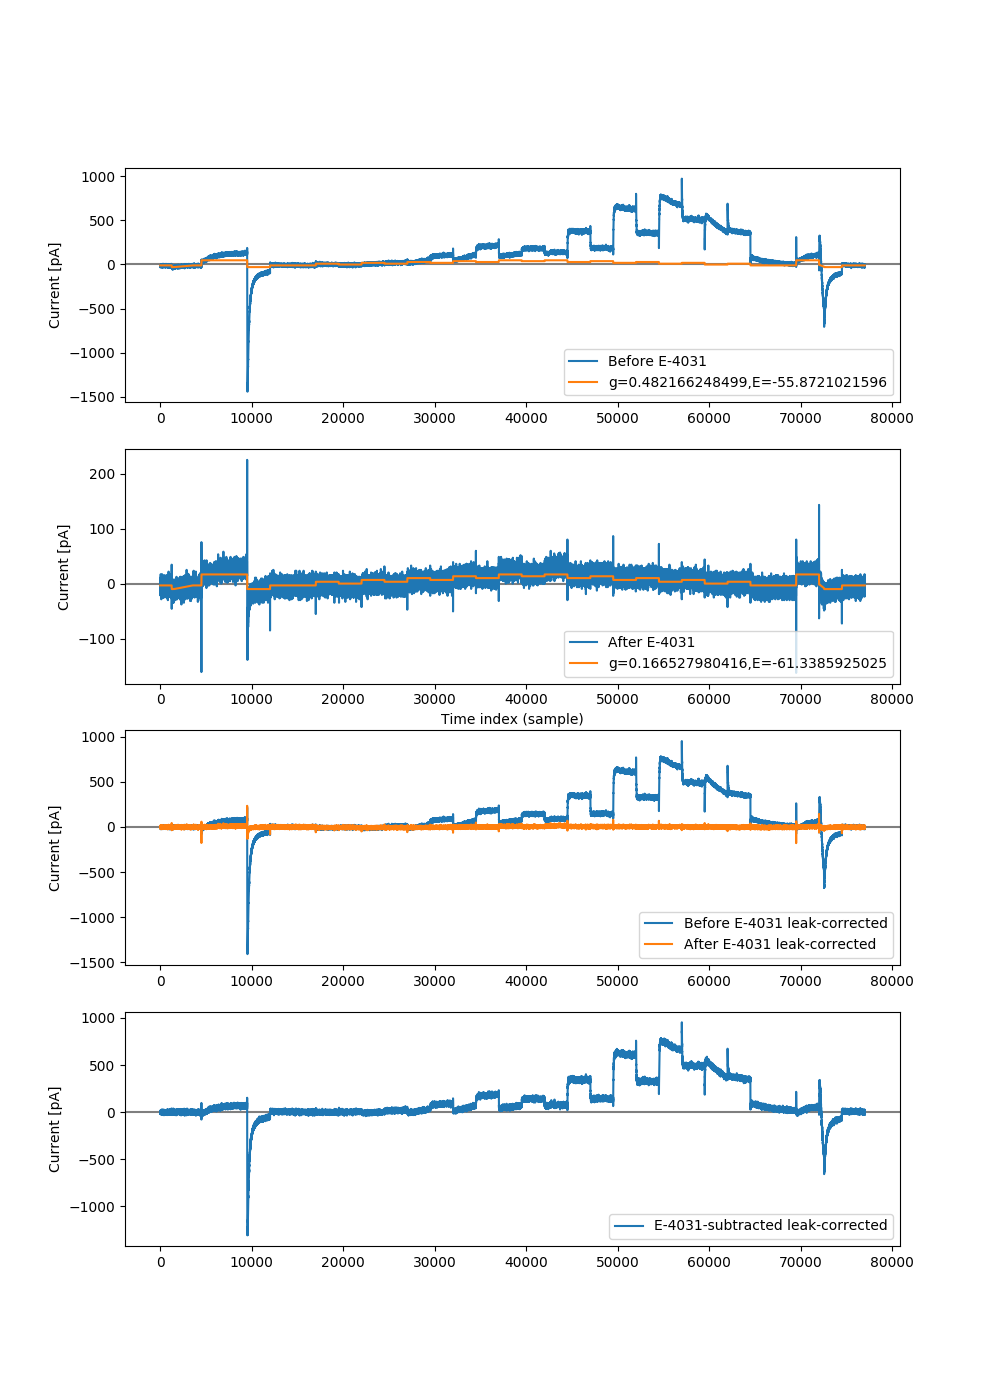 1000
500
0
−500
−1000
−1500
Current [pA]
Before E-4031
g=0.482166248499,E=-55.8721021596
0 10000 20000 30000 40000 50000 60000 70000 80000
200
100
0
−100
Current [pA]
After E-4031
g=0.166527980416,E=-61.3385925025
0 10000 20000 30000 40000 50000 60000 70000 80000
Time index (sample)
1000
500
0
−500
−1000
−1500
Current [pA]
Before E-4031 leak-corrected
After E-4031 leak-corrected
0 10000 20000 30000 40000 50000 60000 70000 80000
1000
500
0
−500
−1000
Current [pA]
E-4031-subtracted leak-corrected
0 10000 20000 30000 40000 50000 60000 70000 80000